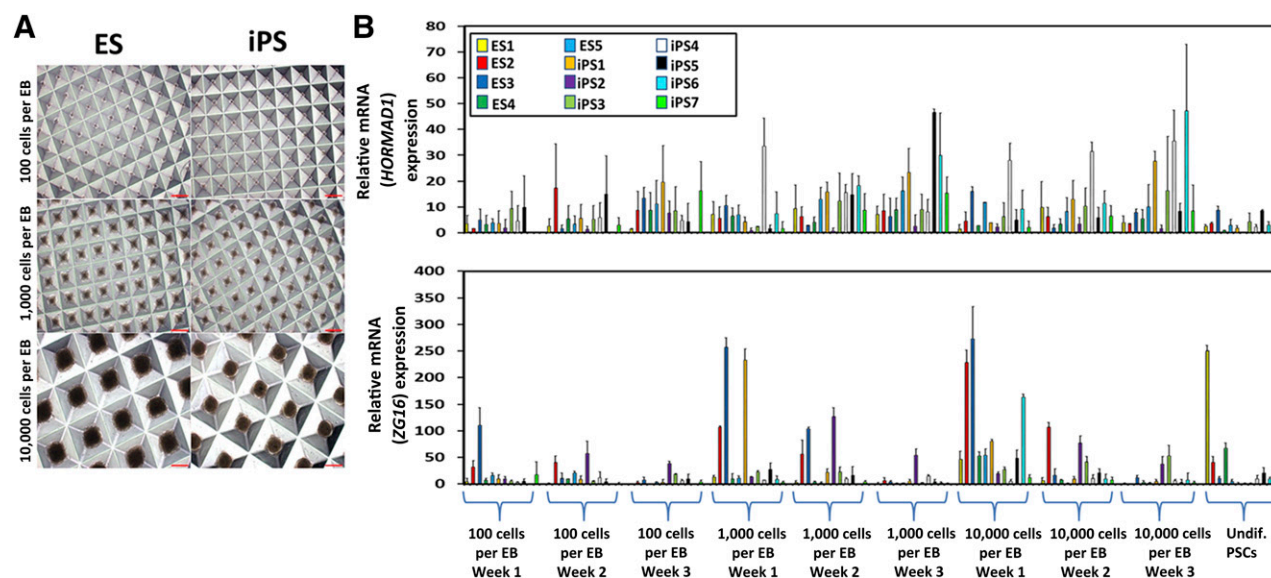 A
ES
iPS
100 cells per EB
1,000 cells per EB
10,000 cells per EB
B
Relative mRNA
(HORMAD1)
expression
80
70
60
50
40
30
20
10
0
ES1
ES2
ES3
ES4
ES5
iPS1
iPS2
iPS3
iPS4
iPS5
iPS6
iPS7
Relative mRNA
(ZG16) expression
400
350
300
250
200
150
100
50
0
100 cells
per EB
Week 1
100 cells
per EB
Week 2
100 cells
per EB
Week 3
1,000 cells
per EB
Week 1
1,000 cells
per EB
Week 2
1,000 cells
per EB
Week 3
10,000 cells
per EB
Week 1
10,000 cells
per EB
Week 2
10,000 cells
per EB
Week 3
Undif.
PSCs